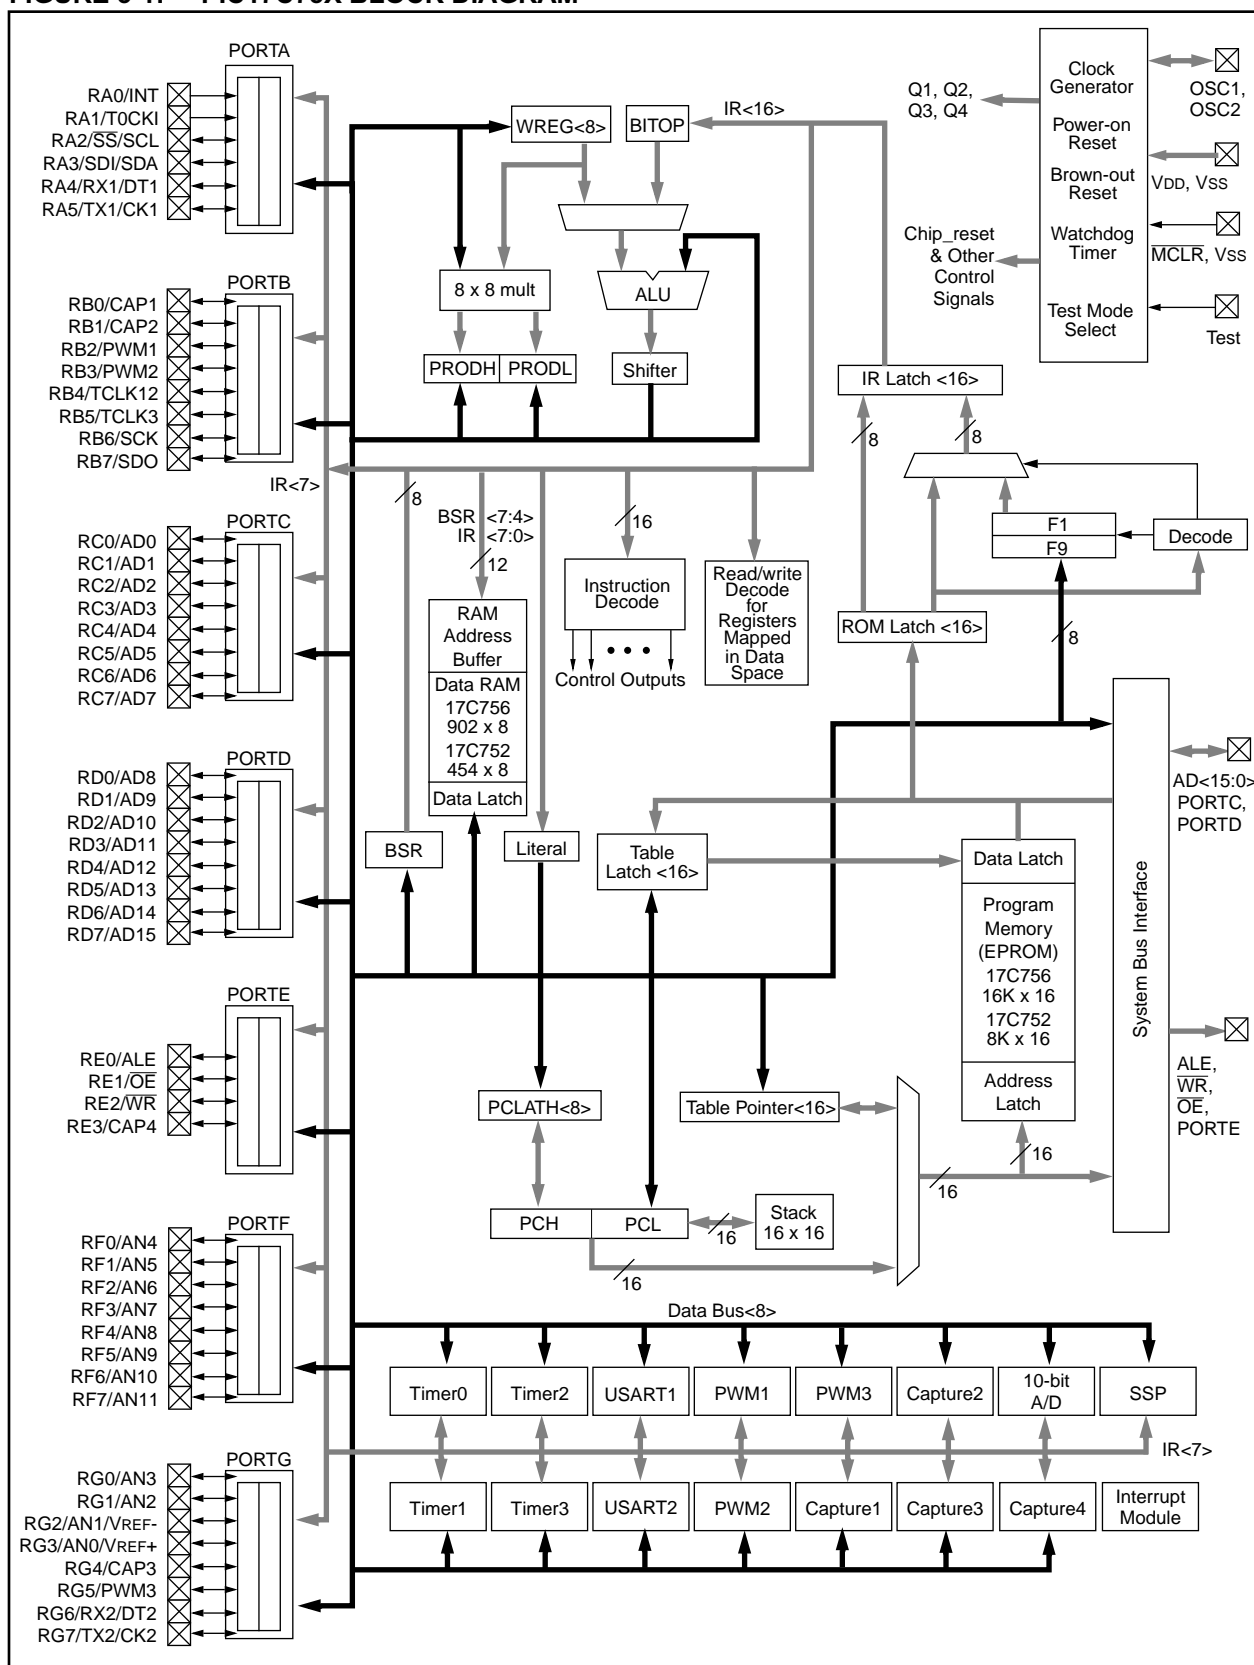 PORTA
RA0/INT
RA1/T0CKI
RA2/SS/SCL
RA3/SDI/SDA
RA4/RX1/DT1
RA5/TX1/CK1
PORTB
RB0/CAP1
RB1/CAP2
RB2/PWM1
RB3/PWM2
RB4/TCLK12
RB5/TCLK3
RB6/SCK
RB7/SDO
IR<7>
PORTC
RC0/AD0
RC1/AD1
RC2/AD2
RC3/AD3
RC4/AD4
RC5/AD5
RC6/AD6
RC7/AD7
PORTD
RD0/AD8
RD1/AD9
RD2/AD10
RD3/AD11
RD4/AD12
RD5/AD13
RD6/AD14
RD7/AD15
PORTE
RE0/ALE
RE1/OE
RE2/WR
RE3/CAP4
PORTF
RF0/AN4
RF1/AN5
RF2/AN6
RF3/AN7
RF4/AN8
RF5/AN9
RF6/AN10
RF7/AN11
PORTG
RG0/AN3
RG1/AN2
RG2/AN1/VREF-
RG3/AN0/VREF+
RG4/CAP3
RG5/PWM3
RG6/RX2/DT2
RG7/TX2/CK2
WREG<8>
BITOP
IR<16>
8 x 8 mult
ALU
PRODH
PRODL
Shifter
Q1, Q2,
Q3, Q4
Chip_reset
& Other
Control
Signals
Clock
Generator
Power-on
Reset
Brown-out
Reset
Watchdog
Timer
Test Mode
Select
OSC1,
OSC2
VDD, VSS
MCLR, VSS
Test
IR Latch <16>
8
8
F1
F9
Decode
ROM Latch <16>
8
8
BSR <7:4>
IR <7:0>
12
16
Instruction
Decode
Control Outputs
Read/write
Decode
for
Registers
Mapped
in Data
Space
RAM
Address
Buffer
Data RAM
17C756
902 x 8
17C752
454 x 8
Data Latch
BSR
Literal
Table
Latch <16>
Data Latch
Program
Memory
(EPROM)
17C756
16K x 16
17C752
8K x 16
Address
Latch
System Bus Interface
AD<15:0>
PORTC,
PORTD
ALE,
WR,
OE,
PORTE
PCLATH<8>
Table Pointer<16>
16
16
PCH
PCL
16
Stack
16 x 16
16
Data Bus<8>
Timer0
Timer2
USART1
PWM1
PWM3
Capture2
10-bit
A/D
SSP
IR<7>
Timer1
Timer3
USART2
PWM2
Capture1
Capture3
Capture4
Interrupt
Module